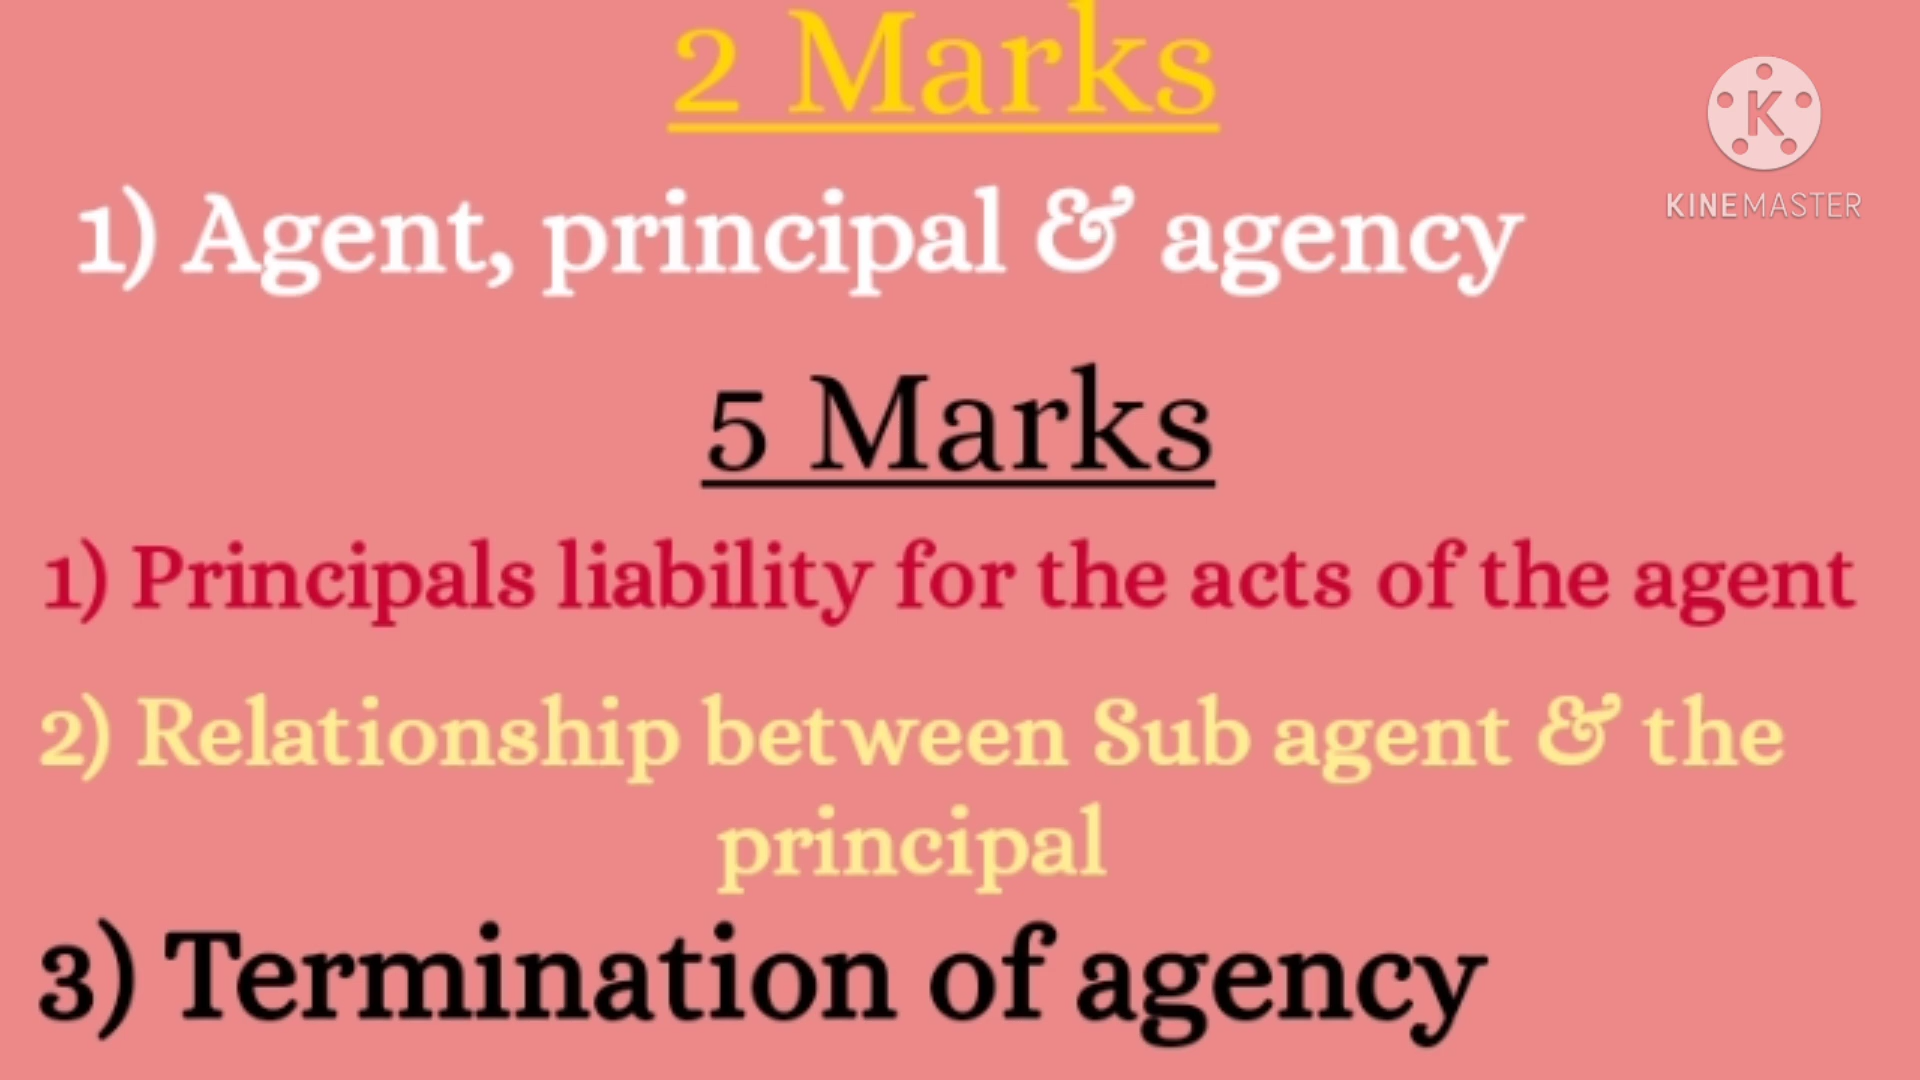 2 Marks
K
KINEMASTER
1) Agent, principal & agency
5 Marks
1) Principals liability for the acts of the agent
2) Relationship between Sub agent & the
principal
3) Termination of agency